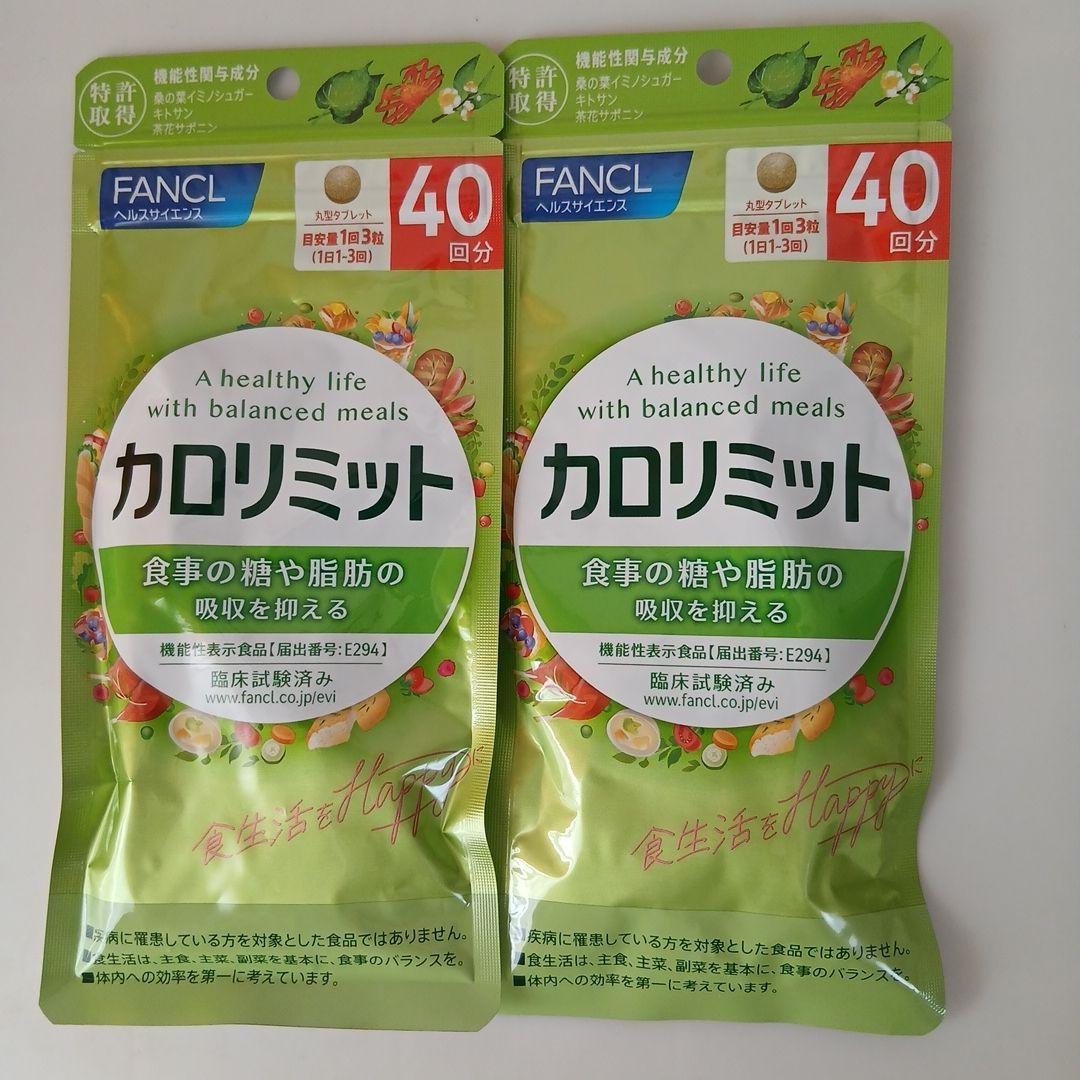 特許
取得
機能性関与成分
桑の葉イミノシュガー
キトサン
茶花サポニン
FANCL
ヘルスサイエンス
丸型タブレット
目安量1回3粒
(1日1~3回)
40
回分
A healthy life
with balanced meals
カロリミット
食事の糖や脂肪の
吸収を抑える
機能性表示食品【届出番号:E294】
臨床試験済み
www.fancl.co.jp/evi
食生活をHappyに
■疾病に罹患している方を対象とした食品ではありません。
■食生活は、主食、主菜、副菜を基本に、食事のバランスを。
■体内への効率を第一に考えています。
特許
取得
機能性関与成分
桑の葉イミノシュガー
キトサン
茶花サポニン
FANCL
ヘルスサイエンス
丸型タブレット
目安量1回3粒
(1日1~3回)
40
回分
A healthy life
with balanced meals
カロリミット
食事の糖や脂肪の
吸収を抑える
機能性表示食品【届出番号:E294】
臨床試験済み
www.fancl.co.jp/evi
食生活をHappyに
■疾病に罹患している方を対象とした食品ではありません。
■食生活は、主食、主菜、副菜を基本に、食事のバランスを。
■体内への効率を第一に考えています。